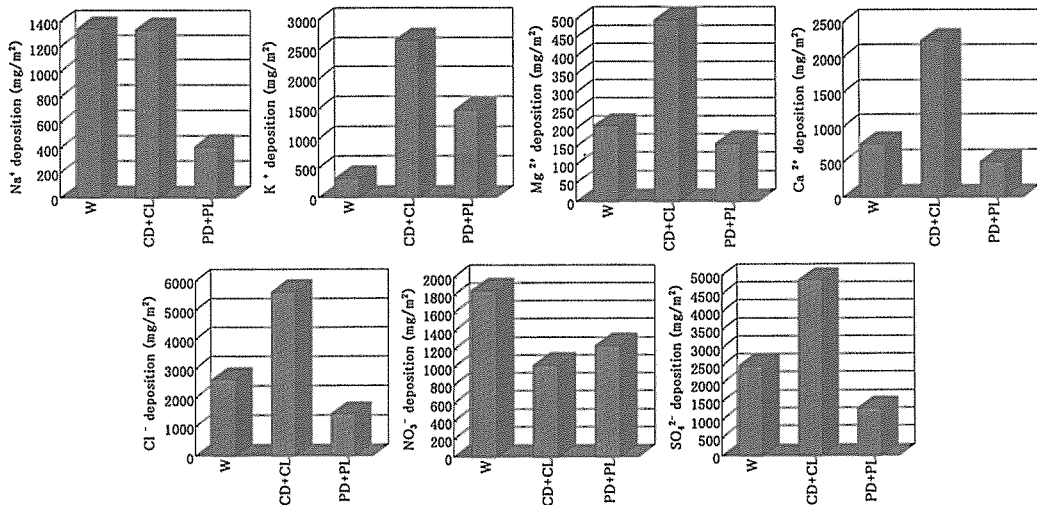 Na⁺ deposition (mg/m²)
1400
1200
1000
800
600
400
200
0
W
CD+CL
PD+PL
K⁺ deposition (mg/m²)
3000
2500
2000
1500
1000
500
0
W
CD+CL
PD+PL
Mg²⁺ deposition (mg/m²)
500
450
400
350
300
250
200
150
100
50
0
W
CD+CL
PD+PL
Ca²⁺ deposition (mg/m²)
2500
2000
1500
1000
500
0
W
CD+CL
PD+PL
Cl⁻ deposition (mg/m²)
6000
5000
4000
3000
2000
1000
0
W
CD+CL
PD+PL
NO₃⁻ deposition (mg/m²)
2000
1800
1600
1400
1200
1000
800
600
400
200
0
W
CD+CL
PD+PL
SO₄²⁻ deposition (mg/m²)
5000
4500
4000
3500
3000
2500
2000
1500
1000
500
0
W
CD+CL
PD+PL